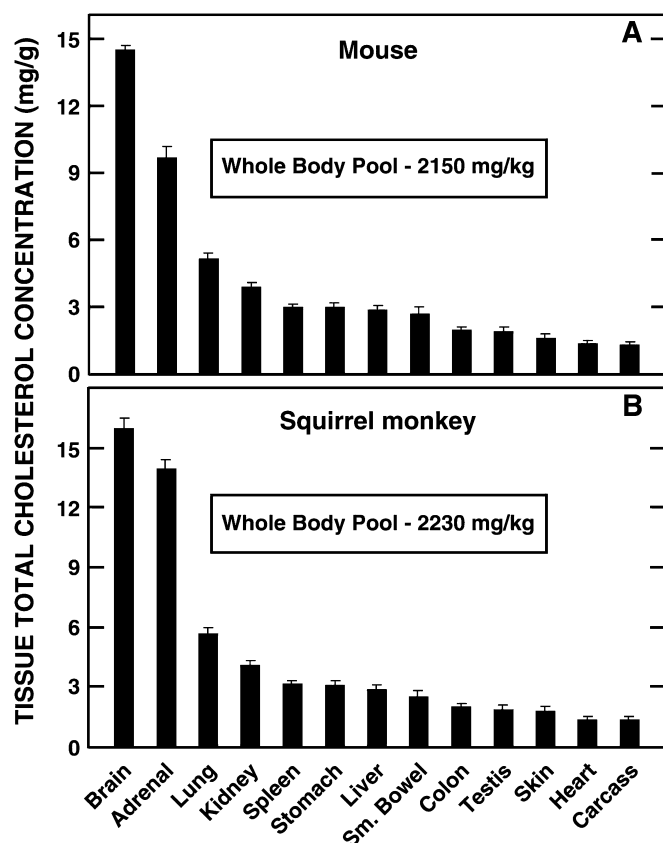 TISSUE TOTAL CHOLESTEROL CONCENTRATION (mg/g)
A
Mouse
Whole Body Pool - 2150 mg/kg
15
12
9
6
3
0
B
Squirrel monkey
Whole Body Pool - 2230 mg/kg
15
12
9
6
3
0
Brain
Adrenal
Lung
Kidney
Spleen
Stomach
Liver
Sm. Bowel
Colon
Testis
Skin
Heart
Carcass